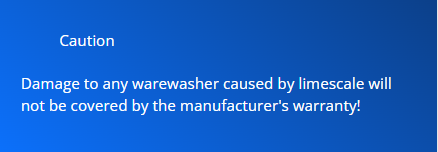 Caution
Damage to any warewasher caused by limescale will
not be covered by the manufacturer's warranty!